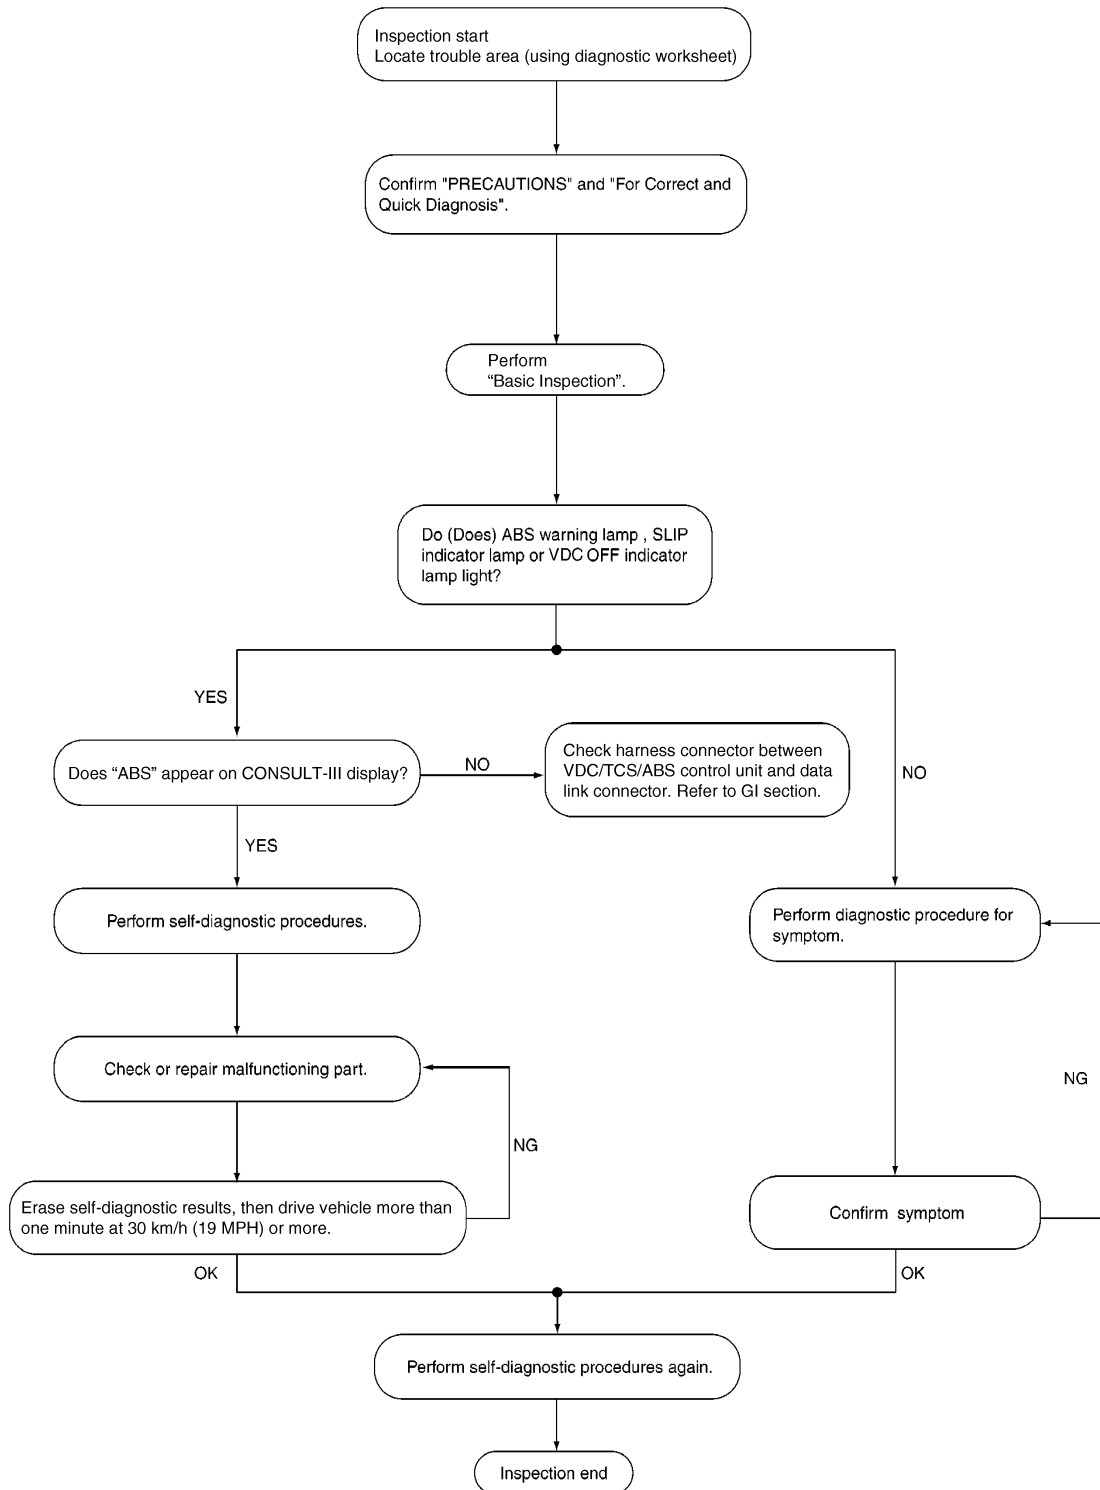 Inspection start
Locate trouble area (using diagnostic worksheet)
Confirm "PRECAUTIONS" and "For Correct and
Quick Diagnosis".
Perform
“Basic Inspection”.
Do (Does) ABS warning lamp , SLIP
indicator lamp or VDC OFF indicator
lamp light?
YES
Does “ABS” appear on CONSULT-III display?
NO
Check harness connector between
VDC/TCS/ABS control unit and data
link connector. Refer to GI section.
NO
YES
Perform self-diagnostic procedures.
Perform diagnostic procedure for
symptom.
Check or repair malfunctioning part.
NG
NG
Erase self-diagnostic results, then drive vehicle more than
one minute at 30 km/h (19 MPH) or more.
Confirm symptom
OK
OK
Perform self-diagnostic procedures again.
Inspection end